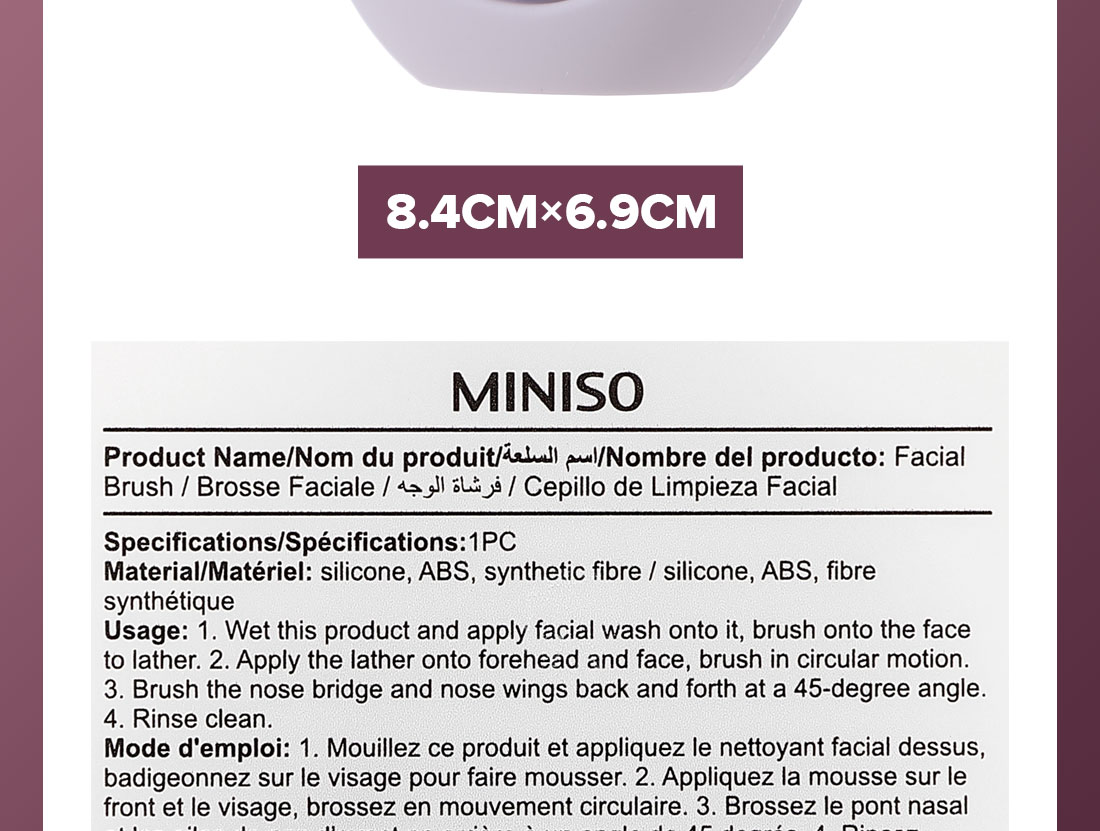 8.4CM×6.9CM
MINISO
Product Name/Nom du produit/اسم السلعة/Nombre del producto: Facial
Brush / Brosse Faciale / فرشاة الوجه / Cepillo de Limpieza Facial
Specifications/Spécifications:1PC
Material/Matériel: silicone, ABS, synthetic fibre / silicone, ABS, fibre
synthétique
Usage: 1. Wet this product and apply facial wash onto it, brush onto the face
to lather. 2. Apply the lather onto forehead and face, brush in circular motion.
3. Brush the nose bridge and nose wings back and forth at a 45-degree angle.
4. Rinse clean.
Mode d'emploi: 1. Mouillez ce produit et appliquez le nettoyant facial dessus,
badigeonnez sur le visage pour faire mousser. 2. Appliquez la mousse sur le
front et le visage, brossez en mouvement circulaire. 3. Brossez le pont nasal